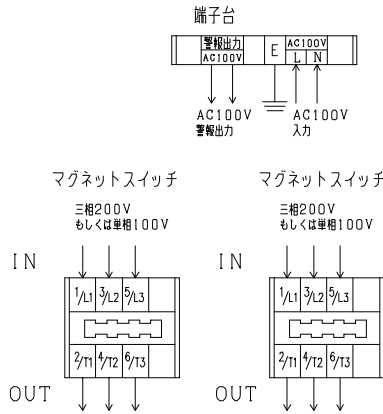 端子台
警報出力
AC100V
E
AC100V
L N
AC100V
警報出力
AC100V
入力
マグネットスイッチ
三相200V
もしくは単相100V
IN
1/L1 3/L2 5/L3
2/T1 4/T2 6/T3
OUT
マグネットスイッチ
三相200V
もしくは単相100V
IN
1/L1 3/L2 5/L3
2/T1 4/T2 6/T3
OUT